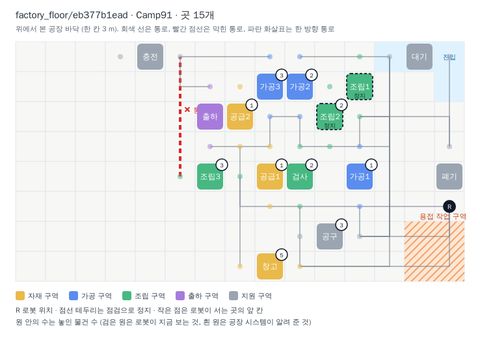 factory_floor/eb377b1ead · Camp91 · 곳 15개
위에서 본 공장 바닥 (한 칸 3 m). 회색 선은 통로, 빨간 점선은 막힌 통로, 파란 화살표는 한 방향 통로
충전
대기
진입
3
2
가공3
가공2
조립1
정지
1
2
출하
공급2
조립2
정지
3
1
2
1
조립3
공급1
검사
가공1
폐기
R
용접 작업 구역
3
공구
5
창고
자재 구역
가공 구역
조립 구역
출하 구역
지원 구역
R 로봇 위치 · 점선 테두리는 점검으로 정지 · 작은 점은 로봇이 서는 곳의 앞 칸
원 안의 수는 놓인 물건 수 (검은 원은 로봇이 지금 보는 것, 흰 원은 공장 시스템이 알려 준 것)